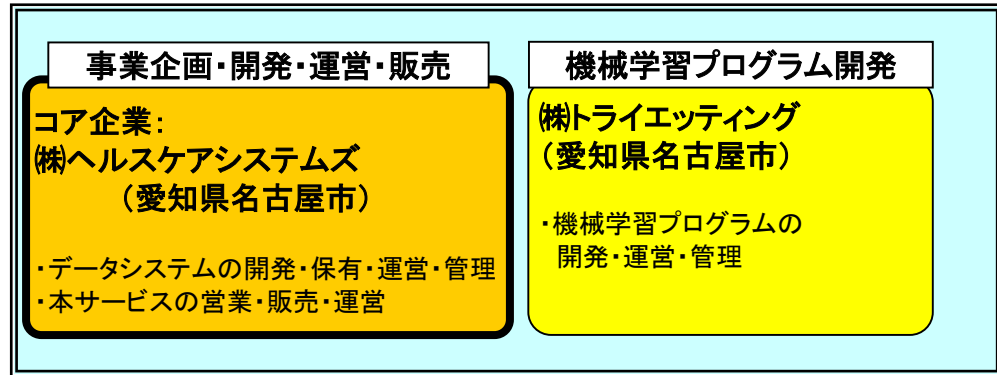 事業企画・開発・運営・販売
コア企業：
㈱ヘルスケアシステムズ
（愛知県名古屋市）
・データシステムの開発・保有・運営・管理
・本サービスの営業・販売・運営
機械学習プログラム開発
㈱トライエッティング
（愛知県名古屋市）
・機械学習プログラムの
開発・運営・管理